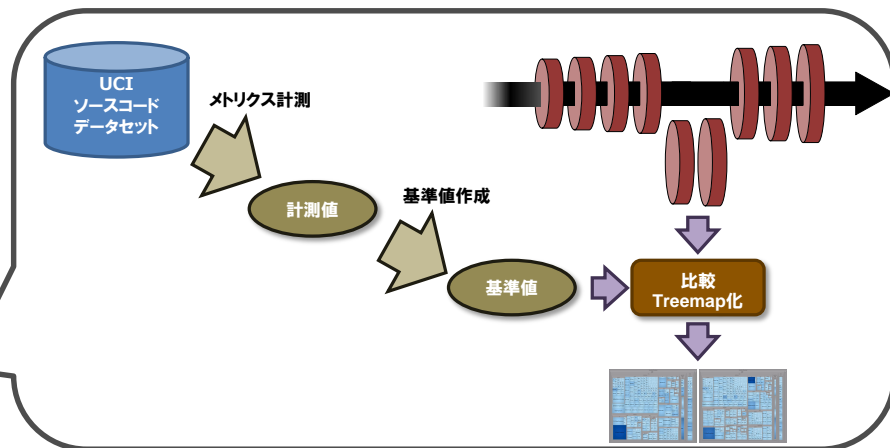 UCI
ソースコード
データセット
メトリクス計測
計測値
基準値作成
基準値
比較
Treemap化